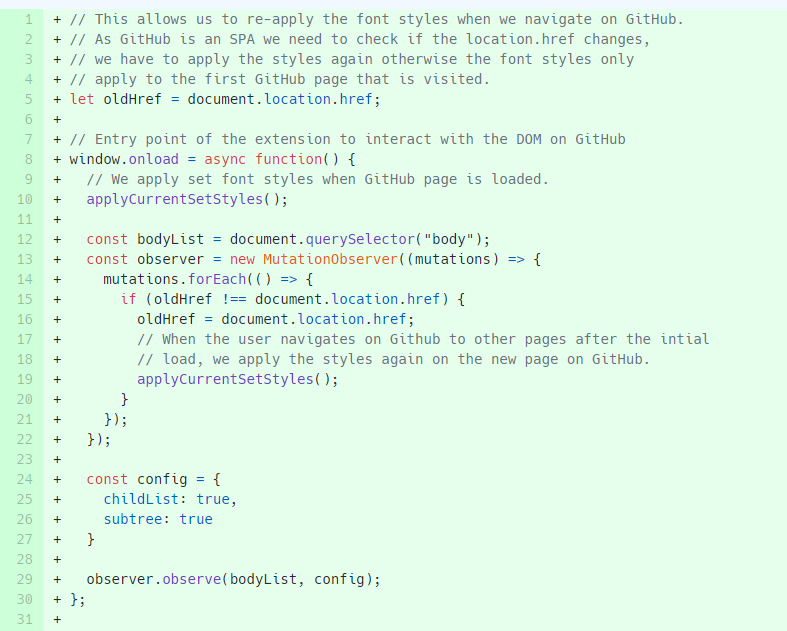 1 + // This allows us to re-apply the font styles when we navigate on GitHub.
2 + // As GitHub is an SPA we need to check if the location.href changes,
3 + // we have to apply the styles again otherwise the font styles only
4 + // apply to the first GitHub page that is visited.
5 + let oldHref = document.location.href;
6 +
7 + // Entry point of the extension to interact with the DOM on GitHub
8 + window.onload = async function() {
9 +   // We apply set font styles when GitHub page is loaded.
10 +   applyCurrentSetStyles();
11 +
12 +   const bodyList = document.querySelector("body");
13 +   const observer = new MutationObserver((mutations) => {
14 +     mutations.forEach(() => {
15 +       if (oldHref !== document.location.href) {
16 +         oldHref = document.location.href;
17 +         // When the user navigates on Github to other pages after the intial
18 +         // load, we apply the styles again on the new page on GitHub.
19 +         applyCurrentSetStyles();
20 +       }
21 +     });
22 +   });
23 +
24 +   const config = {
25 +     childList: true,
26 +     subtree: true
27 +   }
28 +
29 +   observer.observe(bodyList, config);
30 + };
31 +